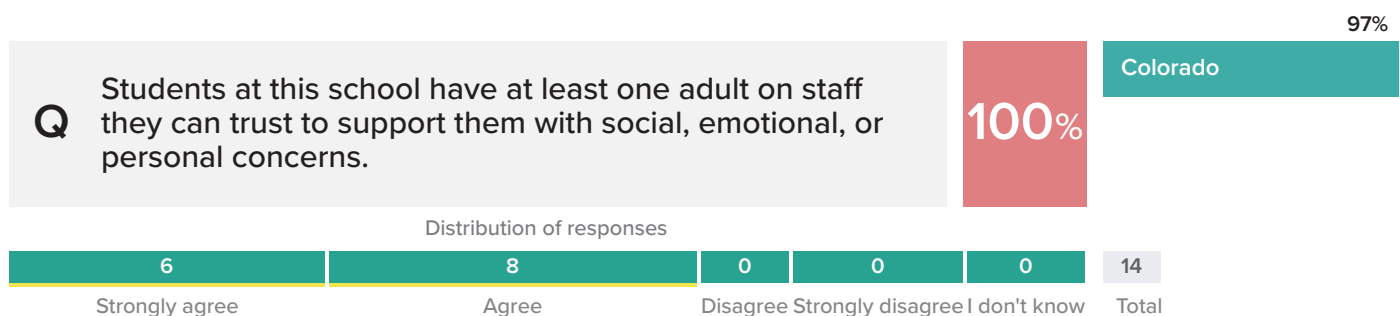 97%
Q
Students at this school have at least one adult on staff
they can trust to support them with social, emotional, or
personal concerns.
100%
Colorado
Distribution of responses
6 8 0 0 0 14
Strongly agree Agree Disagree Strongly disagree I don't know Total